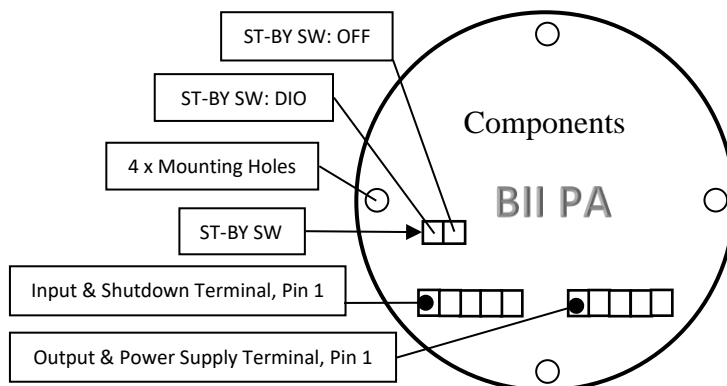 ST-BY SW: OFF
ST-BY SW: DIO
Components
4 x Mounting Holes
BII PA
ST-BY SW
Input & Shutdown Terminal, Pin 1
Output & Power Supply Terminal, Pin 1